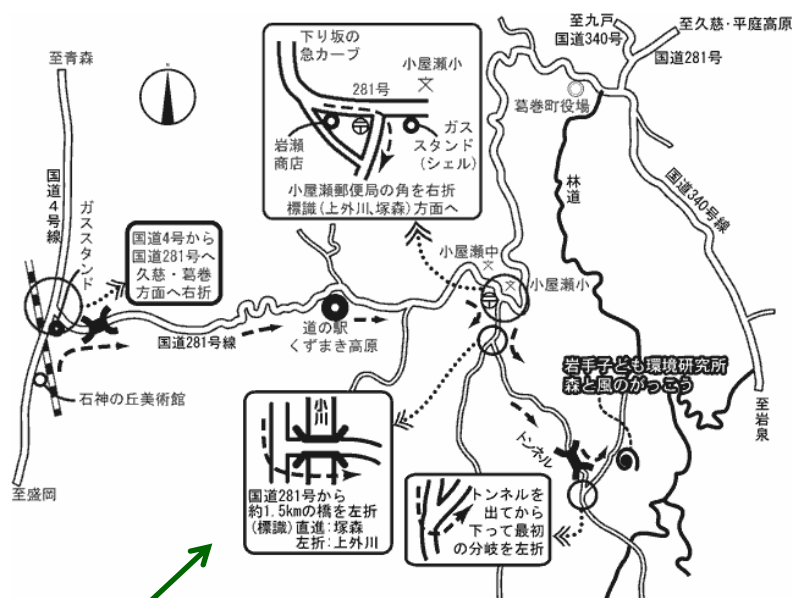 至青森
下り坂の
急カーブ
281号
小屋瀬小
岩瀬
商店
ガス
スタンド
(シェル)
小屋瀬郵便局の角を右折
標識(上外川、塚森)方面へ
至九戸
国道340号
至久慈・平庭高原
国道281号
葛巻町役場
林道
国道340号線
国道4号線
ガススタンド
国道4号から
国道281号へ
久慈・葛巻
方面へ右折
小屋瀬中
小屋瀬小
国道281号線
道の駅
くずまき高原
石神の丘美術館
岩手子ども環境研究所
森と風のがっこう
至岩泉
小川
国道281号から
約1.5kmの橋を左折
(標識)直進:塚森
左折:上外川
トンネル
トンネルを
出てから
下って最初
の分岐を左折
至盛岡